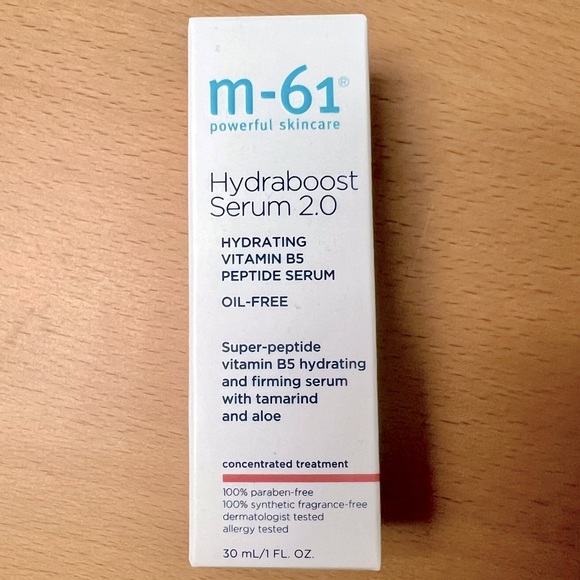 m-61®
powerful skincare
Hydraboost
Serum 2.0
HYDRATING
VITAMIN B5
PEPTIDE SERUM
OIL-FREE
Super-peptide
vitamin B5 hydrating
and firming serum
with tamarind
and aloe
concentrated treatment
100% paraben-free
100% synthetic fragrance-free
dermatologist tested
allergy tested
30 mL/1 FL. OZ.